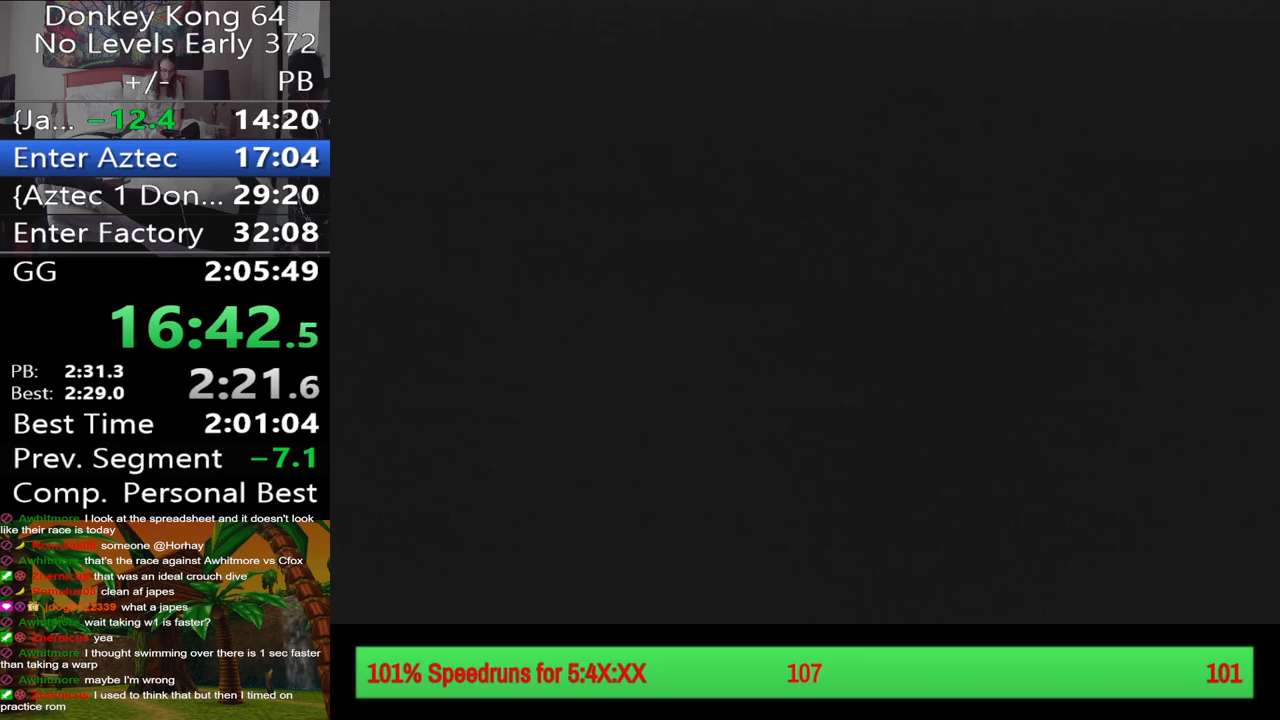 Donkey Kong 64
No Levels Early 372
+/- PB
{Ja... −12.4 14:20
Enter Aztec 17:04
{Aztec 1 Don... 29:20
Enter Factory 32:08
GG 2:05:49
16:42.5
PB: 2:31.3
Best: 2:29.0
2:21.6
Best Time 2:01:04
Prev. Segment −7.1
Comp. Personal Best
Awhitmore I look at the spreadsheet and it doesn't look
like their race is today
someone @Horhay
Awhitmore that's the race against Awhitmore vs Cfox
Znernicus that was an ideal crouch dive
clean af japes
what a japes
Awhitmore wait taking w1 is faster?
Znernicus yea
Awhitmore I thought swimming over there is 1 sec faster
than taking a warp
Awhitmore maybe I'm wrong
Znernicus I used to think that but then I timed on
practice rom
101% Speedruns for 5:4X:XX 107 101